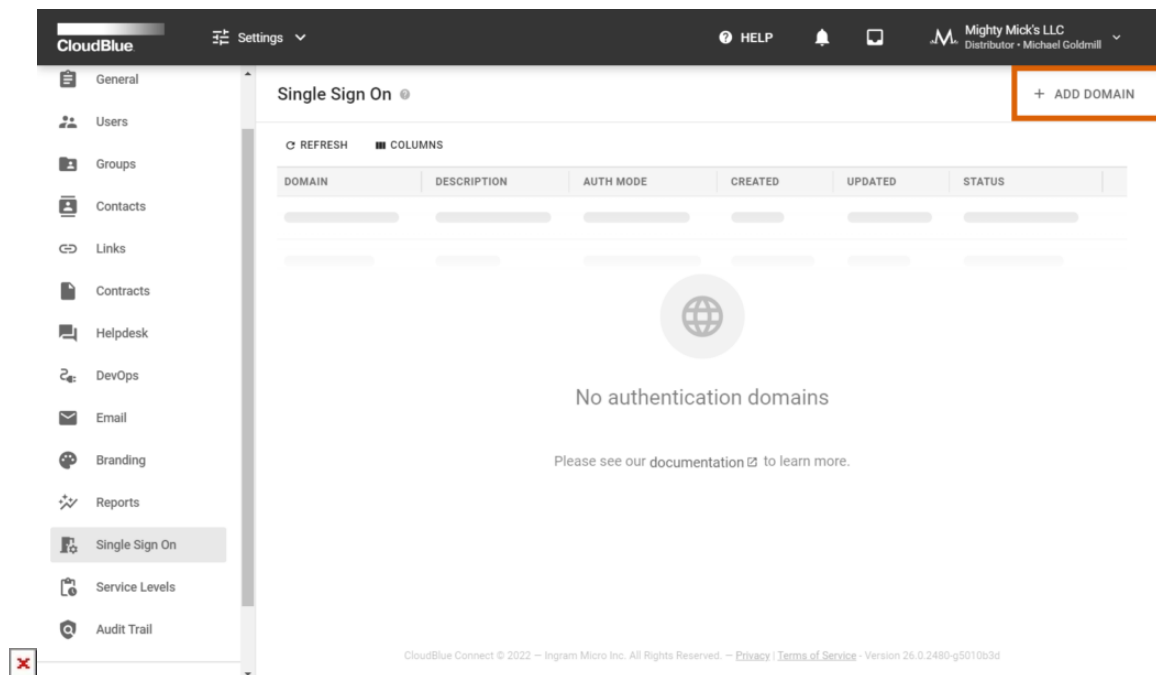 CloudBlue
Settings
HELP
Mighty Mick's LLC
Distributor • Michael Goldmill
.M.
General
Users
Groups
Contacts
Links
Contracts
Helpdesk
DevOps
Email
Branding
Reports
Single Sign On
Service Levels
Audit Trail
Single Sign On
+ ADD DOMAIN
REFRESH COLUMNS
DOMAIN DESCRIPTION AUTH MODE CREATED UPDATED STATUS
No authentication domains
Please see our documentation to learn more.
CloudBlue Connect © 2022 — Ingram Micro Inc. All Rights Reserved. — Privacy | Terms of Service - Version 26.0.2480-g5010b3d